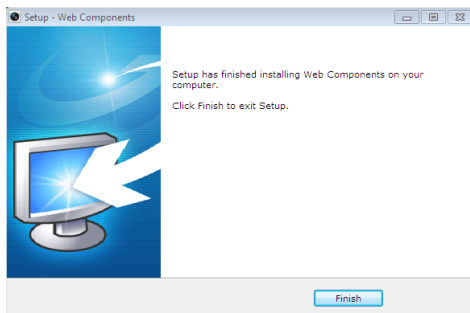 Setup - Web Components
Setup has finished installing Web Components on your
computer.
Click Finish to exit Setup.
Finish